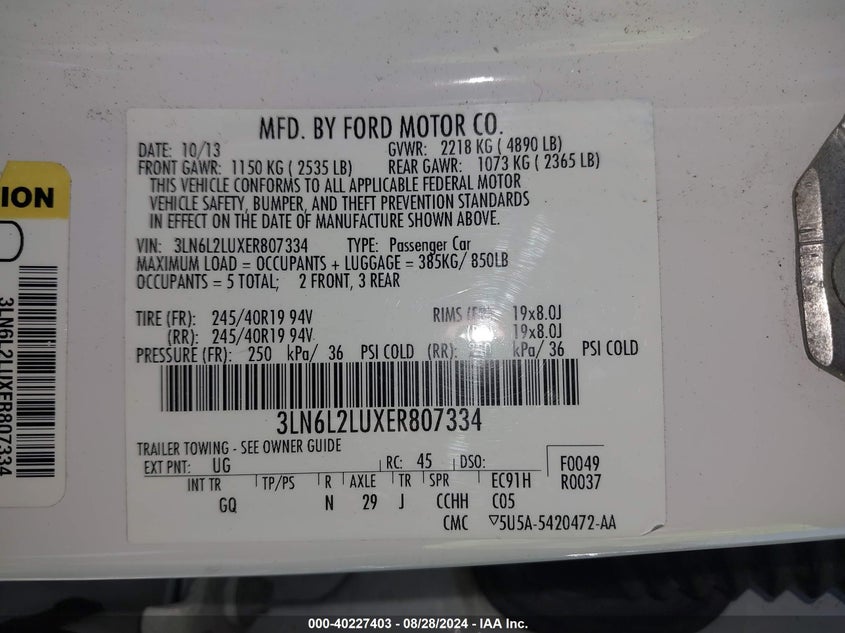 MFD. BY FORD MOTOR CO.
DATE: 10/13 GVWR: 2218 KG ( 4890 LB)
FRONT GAWR: 1150 KG ( 2535 LB) REAR GAWR: 1073 KG ( 2365 LB)
THIS VEHICLE CONFORMS TO ALL APPLICABLE FEDERAL MOTOR
VEHICLE SAFETY, BUMPER, AND THEFT PREVENTION STANDARDS
IN EFFECT ON THE DATE OF MANUFACTURE SHOWN ABOVE.
VIN: 3LN6L2LUXER807334 TYPE: Passenger Car
MAXIMUM LOAD = OCCUPANTS + LUGGAGE = 385KG/ 850LB
OCCUPANTS = 5 TOTAL; 2 FRONT, 3 REAR
TIRE (FR): 245/40R19 94V RIMS 19x8.0J
(RR): 245/40R19 94V 19x8.0J
PRESSURE (FR): 250 kPa/ 36 PSI COLD (RR): kPa/ 36 PSI COLD
3LN6L2LUXER807334
TRAILER TOWING - SEE OWNER GUIDE
EXT PNT: UG RC: 45 DSO: F0049
INT TR TP/PS R AXLE TR SPR EC91H R0037
GQ N 29 J CCHH C05
CMC 5U5A-5420472-AA
ION
3LN6L2LUXER807334
000-40227403 - 08/28/2024 - IAA Inc.